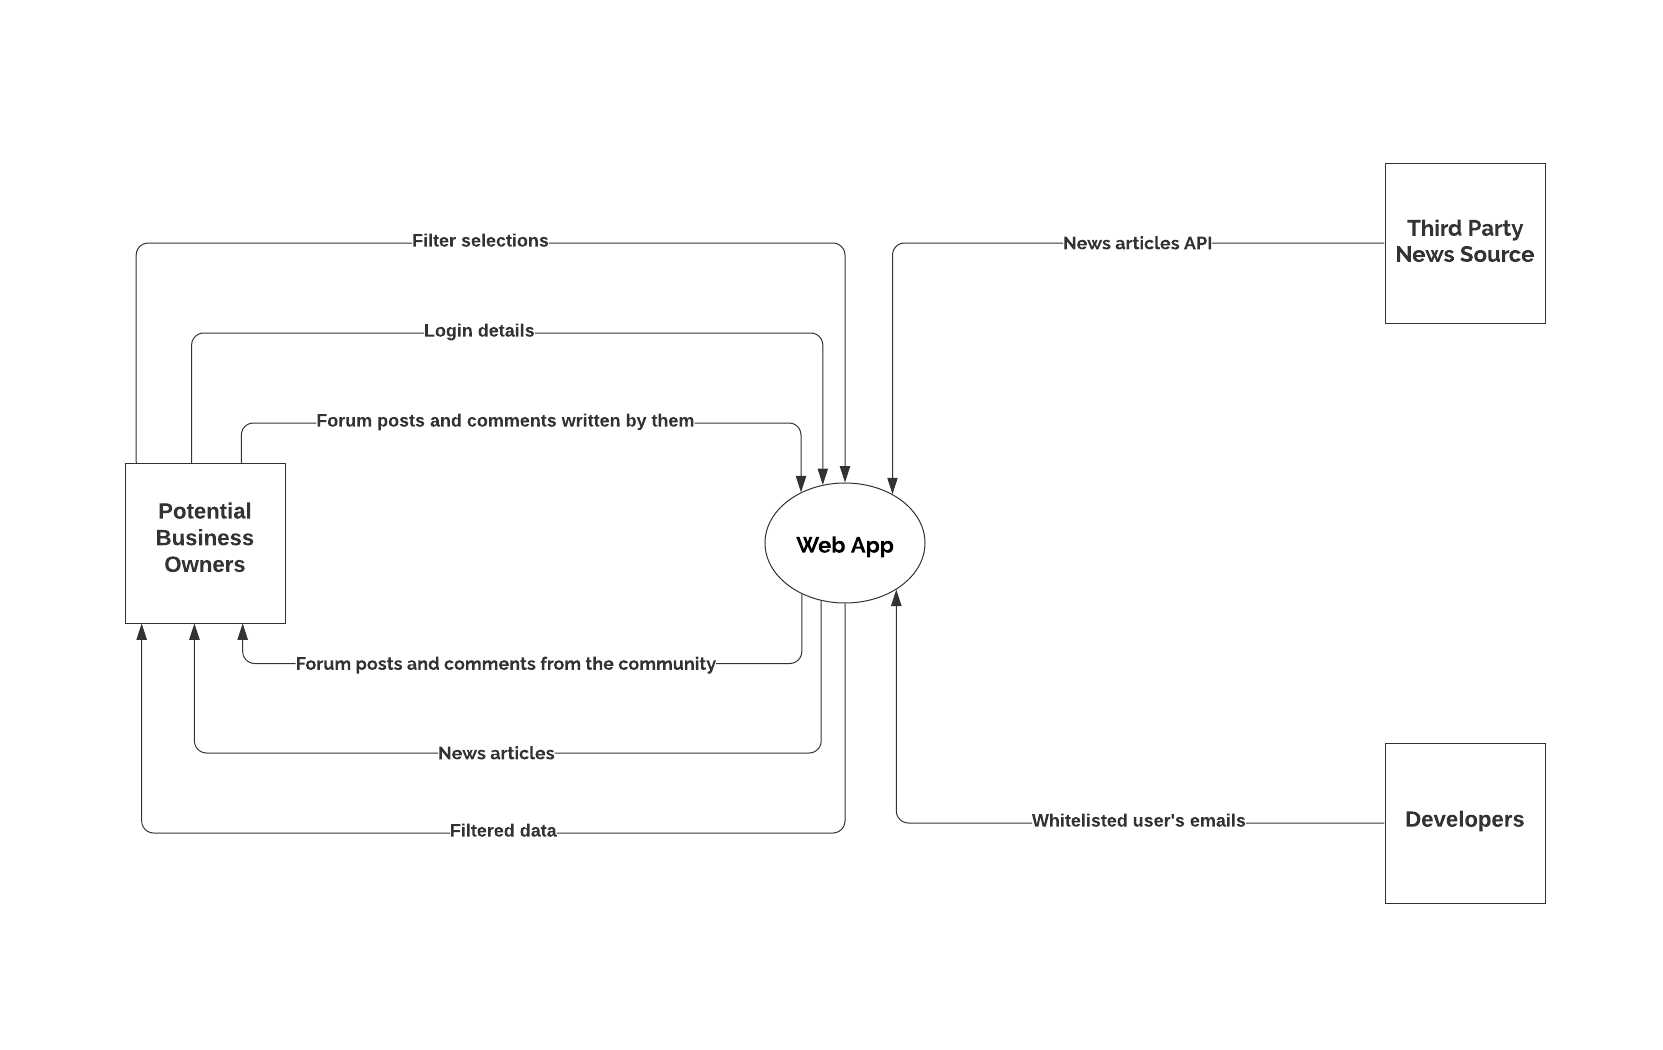 Third Party
News Source
Filter selections
News articles API
Login details
Forum posts and comments written by them
Potential
Business
Owners
Web App
Forum posts and comments from the community
News articles
Filtered data
Whitelisted user's emails
Developers